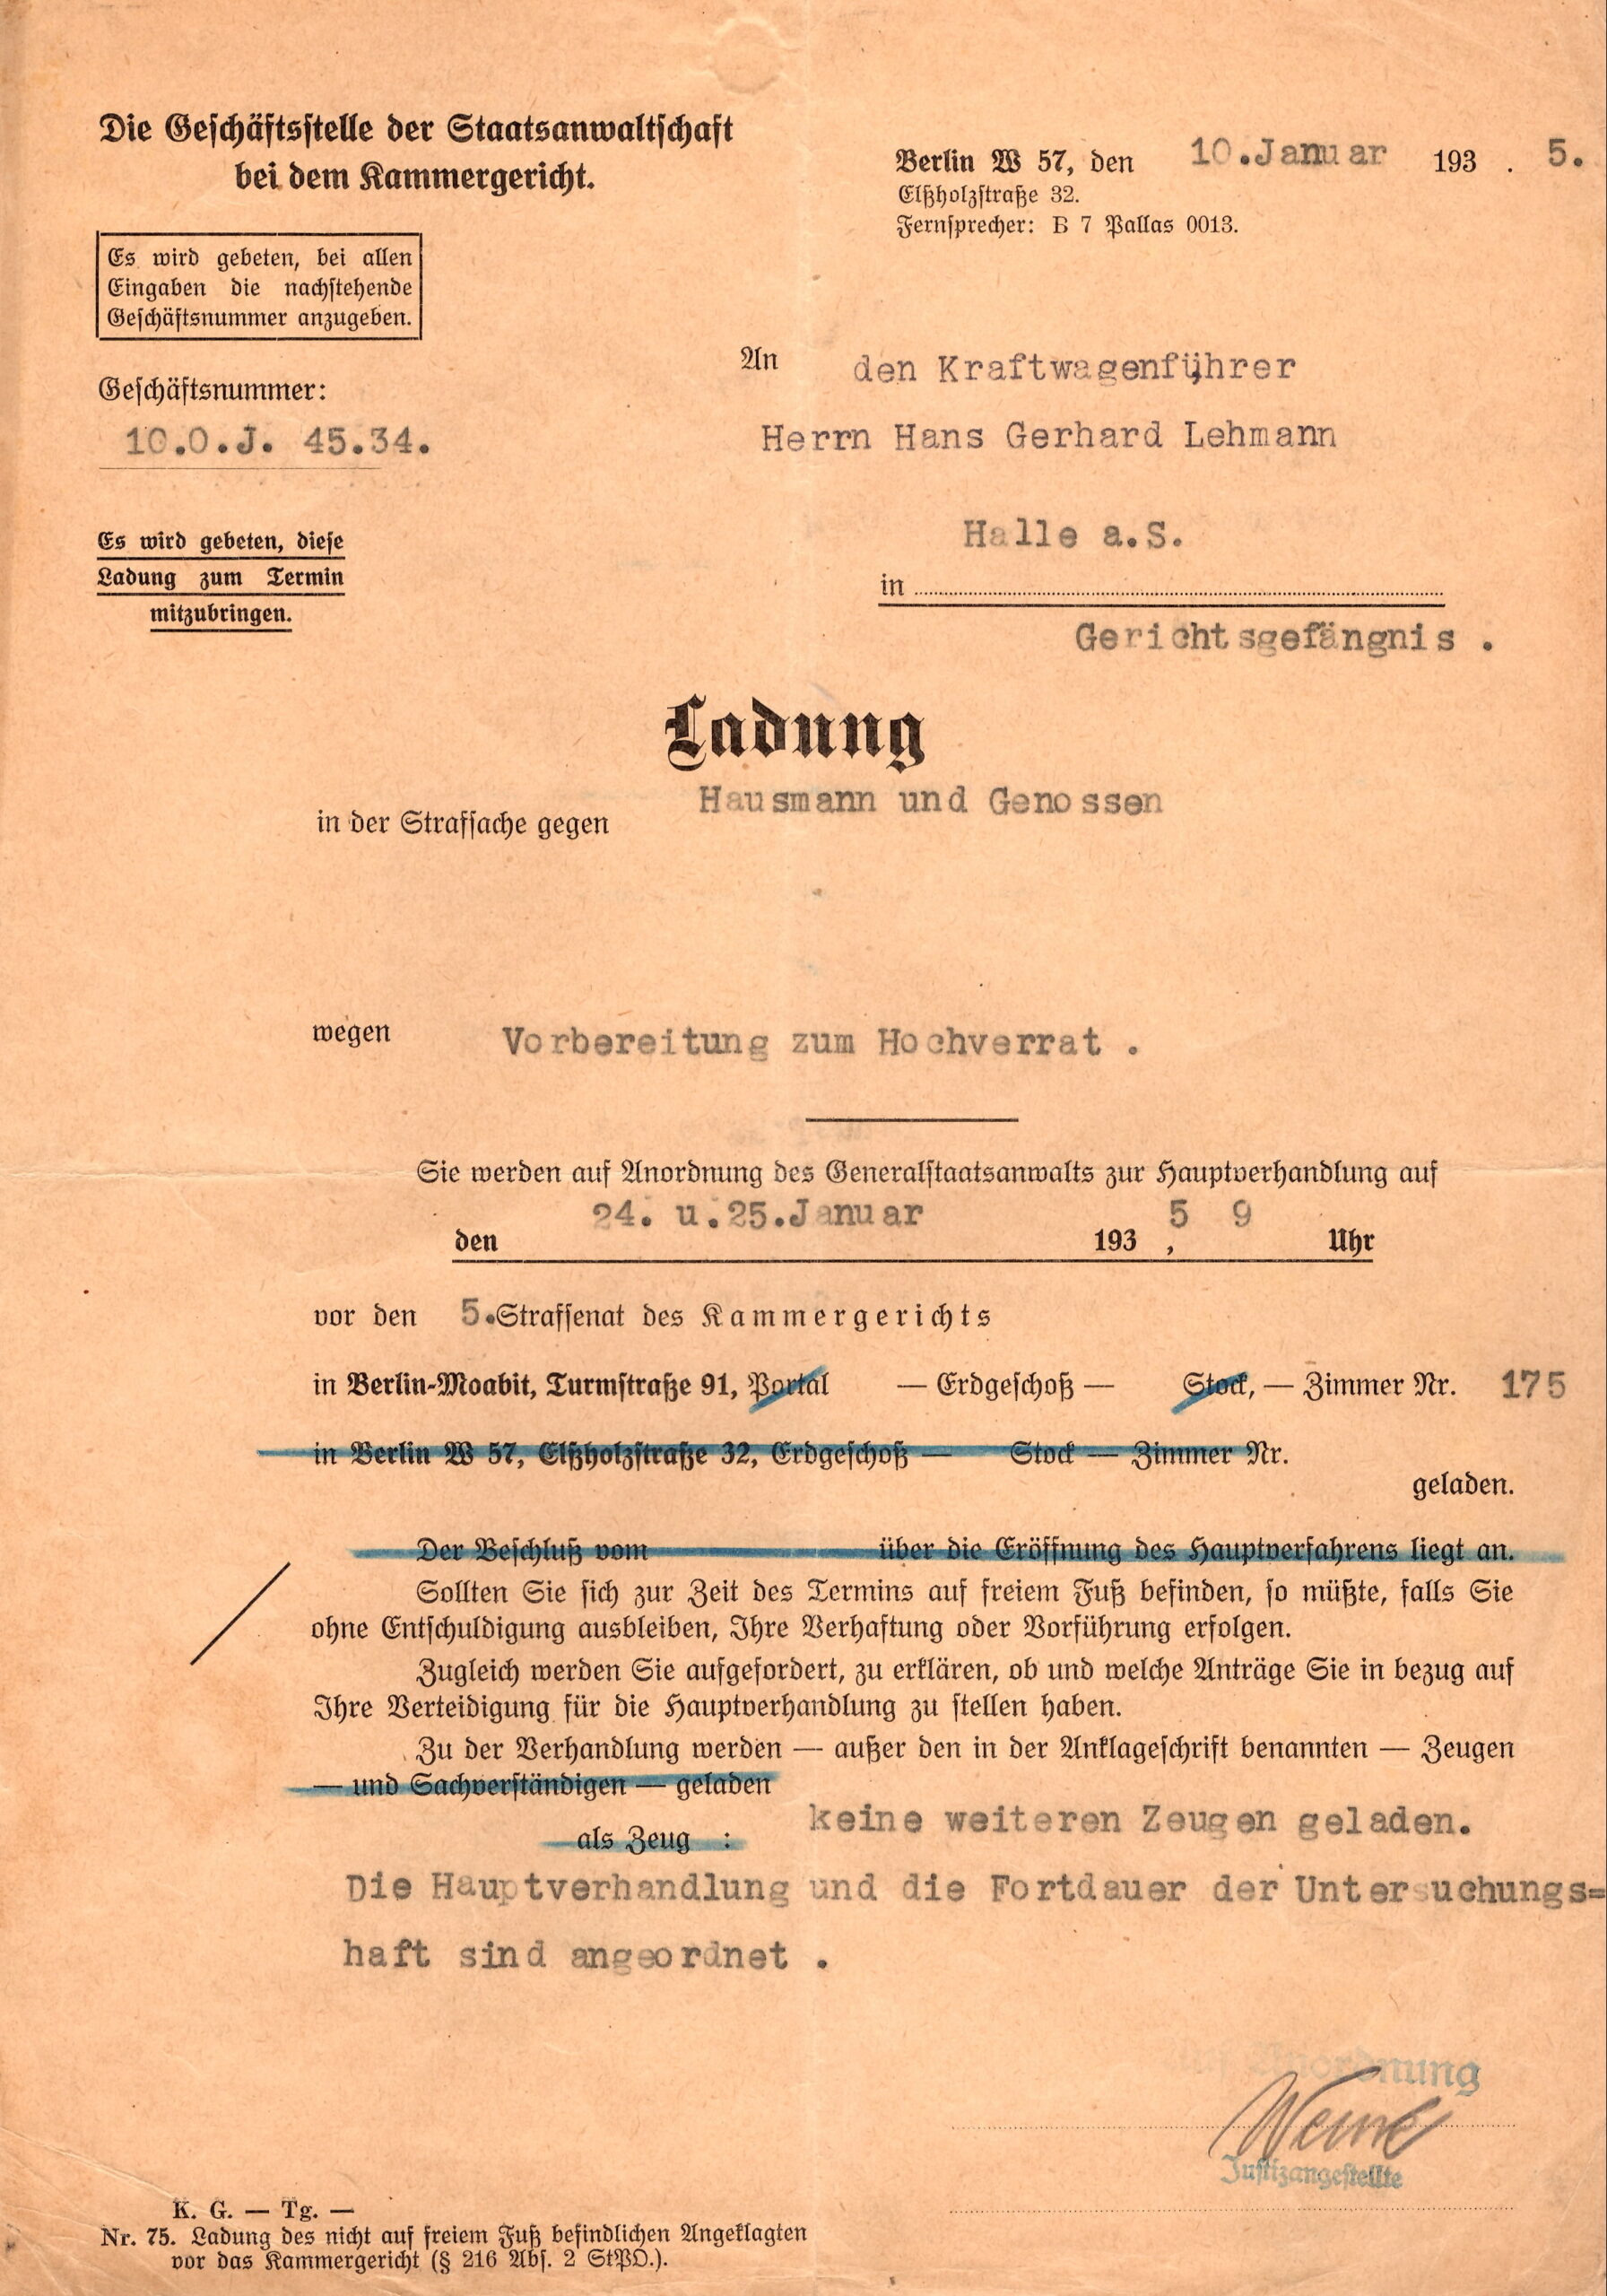 Die Geschäftsstelle der Staatsanwaltschaft
bei dem Kammergericht.
Berlin W 57, den 10.Januar 193 . 5.
Elßholzstraße 32.
Fernsprecher: B 7 Pallas 0013.
Es wird gebeten, bei allen
Eingaben die nachstehende
Geschäftsnummer anzugeben.
Geschäftsnummer:
10.O.J. 45.34.
Es wird gebeten, diese
Ladung zum Termin
mitzubringen.
An den Kraftwagenführer
Herrn Hans Gerhard Lehmann
Halle a.S.
in
Gerichtsgefängnis .
Ladung
in der Strafsache gegen Hausmann und Genossen
wegen Vorbereitung zum Hochverrat .
Sie werden auf Anordnung des Generalstaatsanwalts zur Hauptverhandlung auf
den 24. u.25.Januar 193 5 , 9 Uhr
vor den 5.Strafsenat des Kammergerichts
in Berlin-Moabit, Turmstraße 91, Portal — Erdgeschoß — Stock, — Zimmer Nr. 175
in Berlin W 57, Elßholzstraße 32, Erdgeschoß — Stock — Zimmer Nr.
geladen.
Der Beschluß vom über die Eröffnung des Hauptverfahrens liegt an.
Sollten Sie sich zur Zeit des Termins auf freiem Fuß befinden, so müßte, falls Sie
ohne Entschuldigung ausbleiben, Ihre Verhaftung oder Vorführung erfolgen.
Zugleich werden Sie aufgefordert, zu erklären, ob und welche Anträge Sie in bezug auf
Ihre Verteidigung für die Hauptverhandlung zu stellen haben.
Zu der Verhandlung werden — außer den in der Anklageschrift benannten — Zeugen
— und Sachverständigen — geladen
keine weiteren Zeugen geladen.
als Zeug :
Die Hauptverhandlung und die Fortdauer der Untersuchungs=
haft sind angeordnet .
Anordnung
Justizangestellte
K. G. — Tg. —
Nr. 75. Ladung des nicht auf freiem Fuß befindlichen Angeklagten
vor das Kammergericht (§ 216 Abs. 2 StPO.).